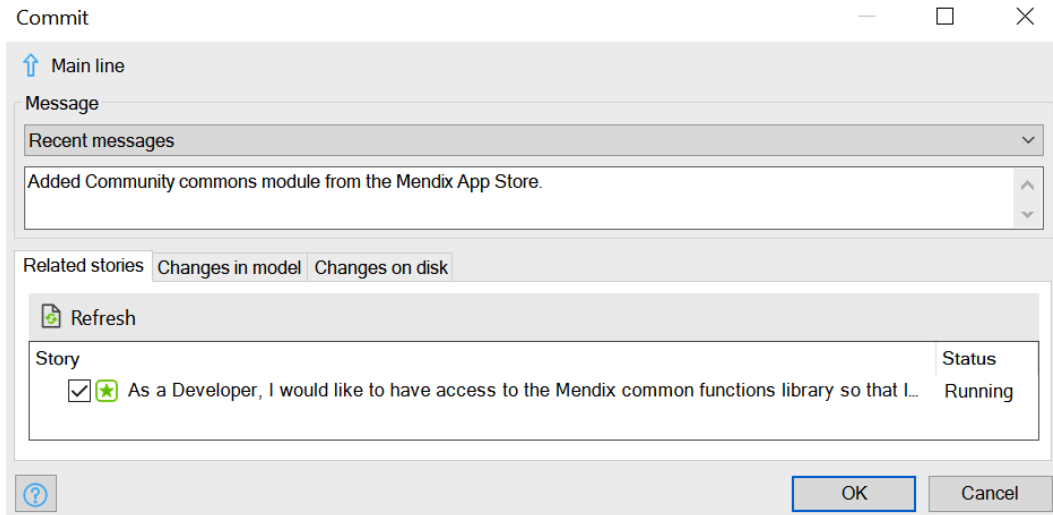 Commit
Main line
Message
Recent messages
Added Community commons module from the Mendix App Store.
Related stories Changes in model Changes on disk
Refresh
Story Status
As a Developer, I would like to have access to the Mendix common functions library so that I... Running
?
OK Cancel